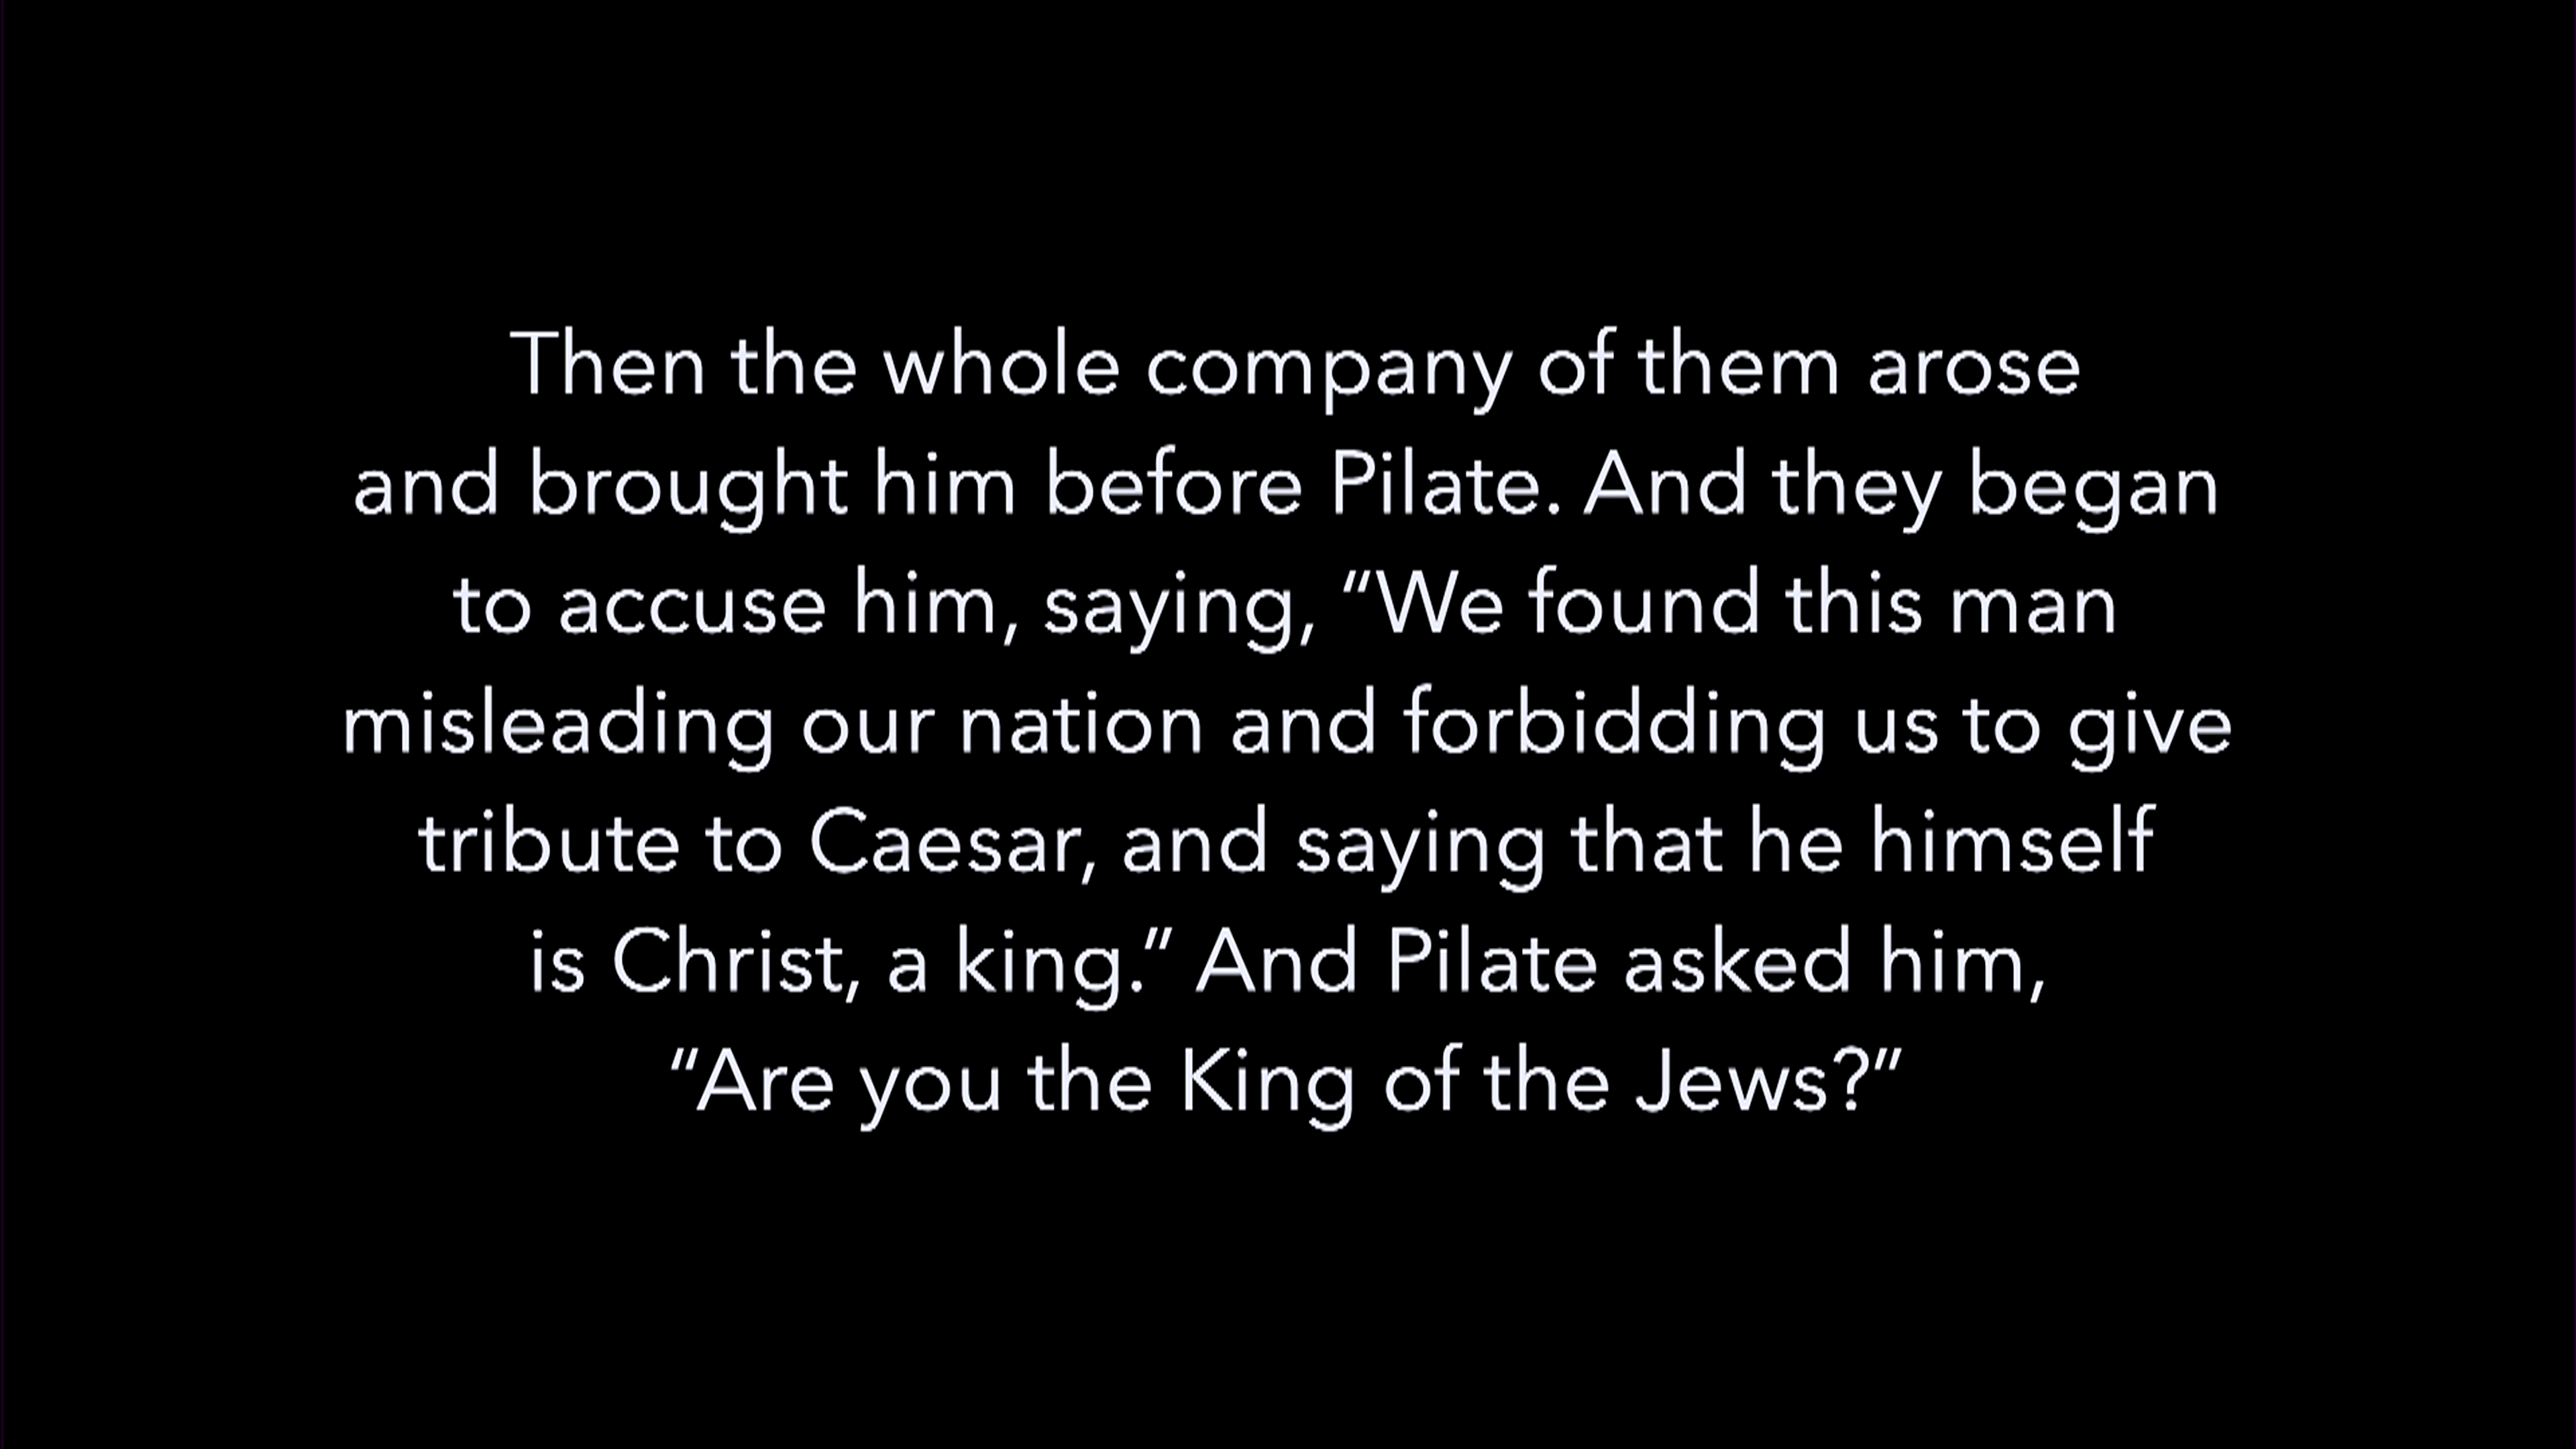 Then the whole company of them arose
and brought him before Pilate. And they began
to accuse him, saying, “We found this man
misleading our nation and forbidding us to give
tribute to Caesar, and saying that he himself
is Christ, a king.” And Pilate asked him,
“Are you the King of the Jews?”